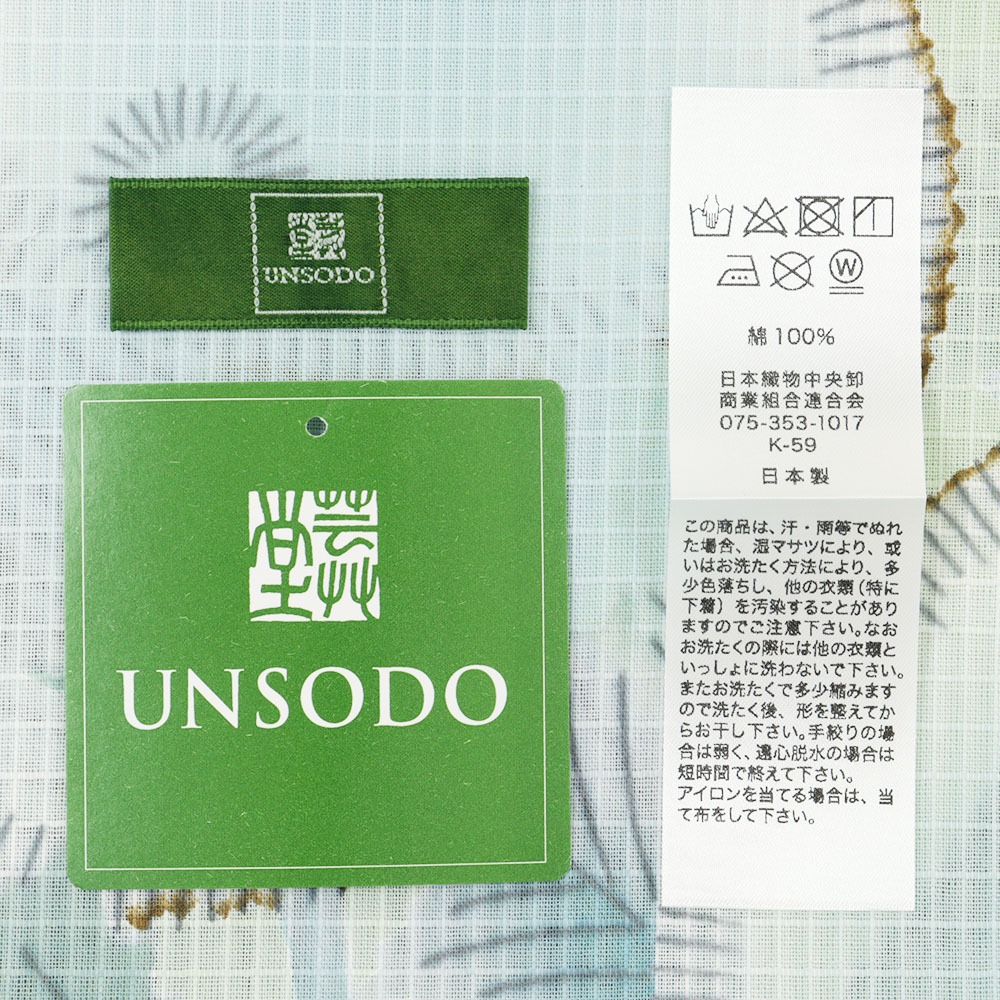 UNSODO
芸艸堂
UNSODO
W
綿100%
日本織物中央卸
商業組合連合会
075-353-1017
K-59
日本製
この商品は、汗・雨等でぬれ
た場合、湿マサツにより、或
いはお洗たく方法により、多
少色落ちし、他の衣類(特に
下着)を汚染することがあり
ますのでご注意下さい。なお
お洗たくの際には他の衣類と
いっしょに洗わないで下さい。
またお洗たくで多少縮みます
ので洗たく後、形を整えてか
らお干し下さい。手絞りの場
合は弱く、遠心脱水の場合は
短時間で終えて下さい。
アイロンを当てる場合は、当
て布をして下さい。